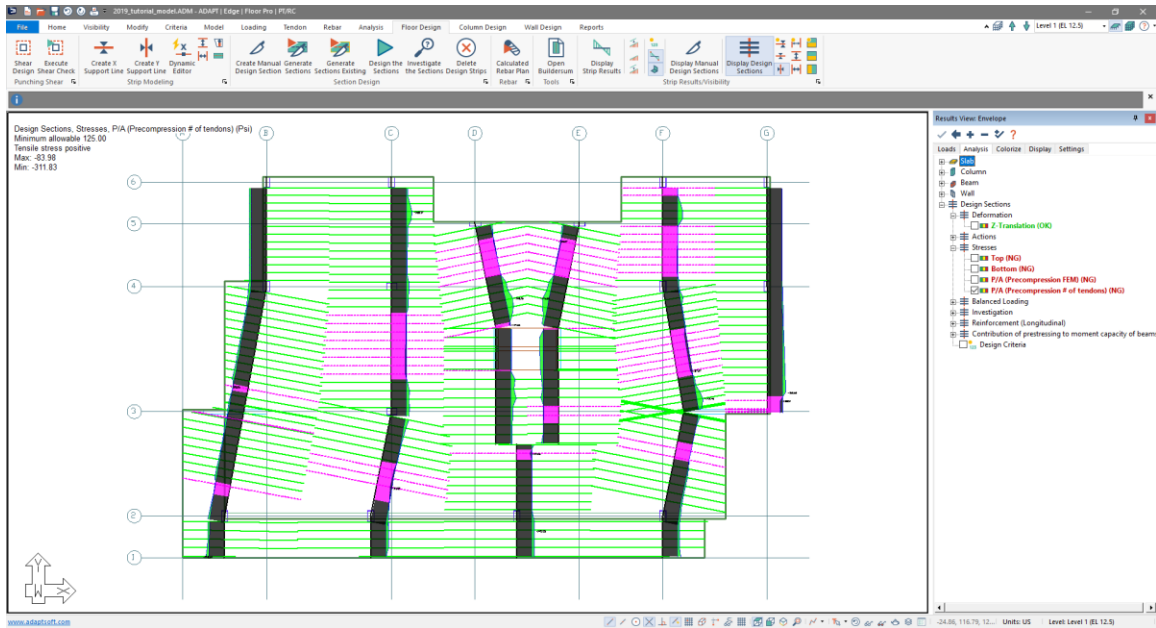 2019_tutorial_model.ADM - ADAPT | Edge | Floor Pro | PT/RC
File Home Visibility Modify Criteria Model Loading Tendon Rebar Analysis Floor Design Column Design Wall Design Reports
Level 1 (EL 12.5)
Shear Design
Execute Shear Check
Create X Support Line
Create Y Support Line
Dynamic Editor
Create Manual Design Section
Generate Sections
Generate Sections Existing
Design the Sections
Investigate the Sections
Delete Design Strips
Calculated Rebar Plan
Open Buildersum
Display Strip Results
Display Manual Design Sections
Display Design Sections
Punching Shear
Strip Modeling
Section Design
Rebar
Tools
Strip Results/Visibility
Design Sections, Stresses, P/A (Precompression # of tendons) (Psi)
Minimum allowable 125.00
Tensile stress positive
Max: -83.98
Min: -311.83
A B C D E F G
6
5
4
3
2
1
Y
W X
Results View: Envelope
Loads Analysis Colorize Display Settings
Slab
Column
Beam
Wall
Design Sections
Deformation
Z-Translation (OK)
Actions
Stresses
Top (NG)
Bottom (NG)
P/A (Precompression FEM) (NG)
P/A (Precompression # of tendons) (NG)
Balanced Loading
Investigation
Reinforcement (Longitudinal)
Contribution of prestressing to moment capacity of beams
Design Criteria
www.adaptsoft.com
-24.86, 116.79, 12... Units: US Level: Level 1 (EL 12.5)